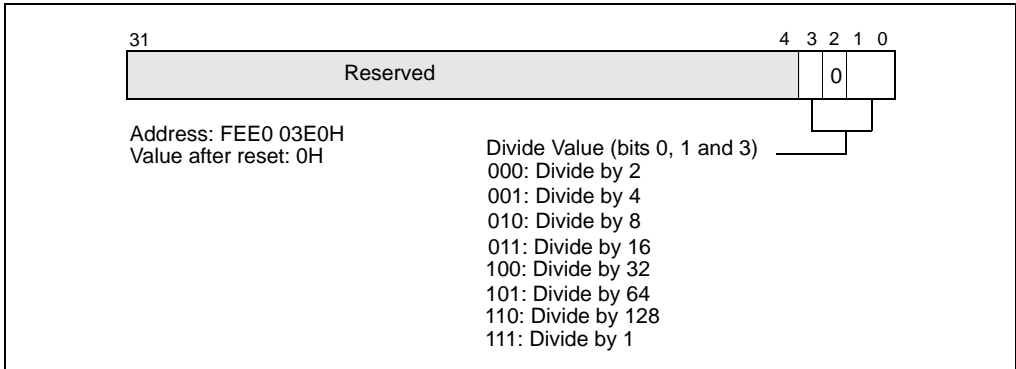 31 4 3 2 1 0
Reserved 0
Address: FEE0 03E0H
Value after reset: 0H
Divide Value (bits 0, 1 and 3)
000: Divide by 2
001: Divide by 4
010: Divide by 8
011: Divide by 16
100: Divide by 32
101: Divide by 64
110: Divide by 128
111: Divide by 1